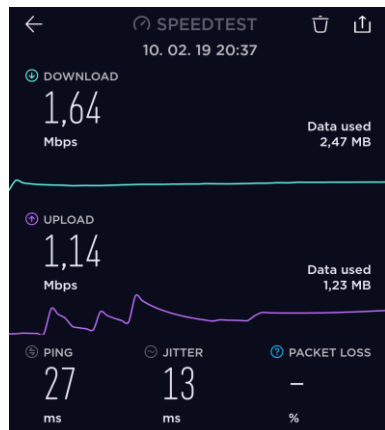 SPEEDTEST
10. 02. 19 20:37
DOWNLOAD
1,64
Mbps
Data used
2,47 MB
UPLOAD
1,14
Mbps
Data used
1,23 MB
PING
27
ms
JITTER
13
ms
PACKET LOSS
–
%